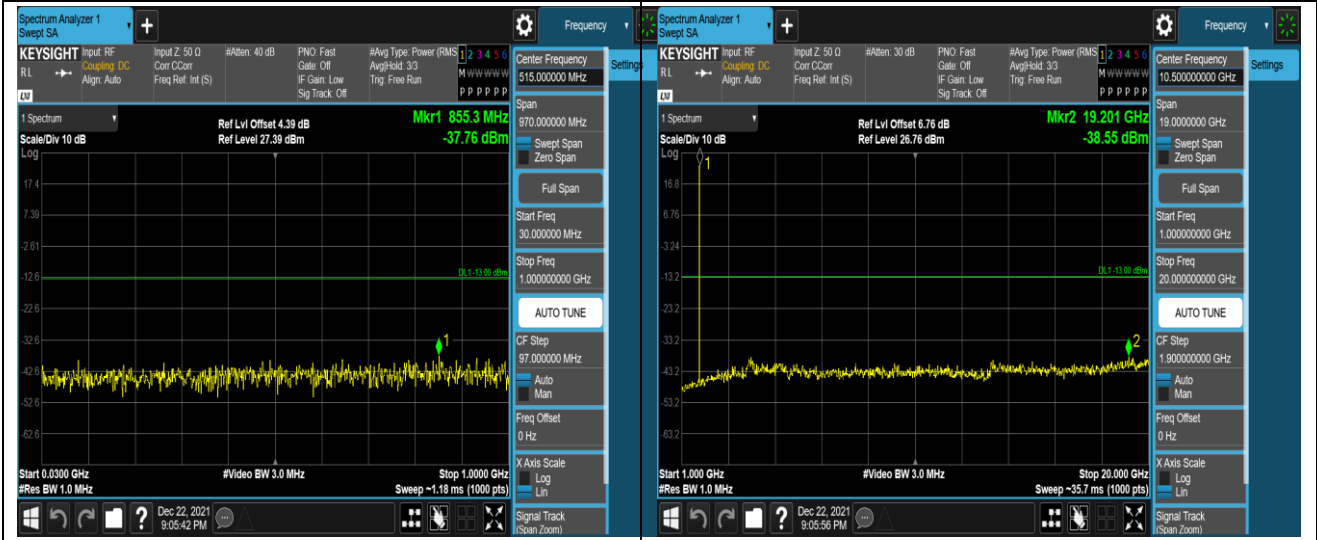 Spectrum Analyzer 1
Swept SA
+
Frequency
KEYSIGHT
RL
LXI
Input: RF
Coupling: DC
Align: Auto
Input Z: 50 Ω
Corr CCorr
Freq Ref: Int (S)
#Atten: 40 dB
PNO: Fast
Gate: Off
IF Gain: Low
Sig Track: Off
#Avg Type: Power (RMS
Avg|Hold: 3/3
Trig: Free Run
1 2 3 4 5 6
M W W W W W
P P P P P P
Center Frequency
515.000000 MHz
Settings
Span
970.000000 MHz
Swept Span
Zero Span
Full Span
Start Freq
30.000000 MHz
Stop Freq
1.000000000 GHz
AUTO TUNE
CF Step
97.000000 MHz
Auto
Man
Freq Offset
0 Hz
X Axis Scale
Log
Lin
Signal Track
(Span Zoom)
1 Spectrum
Scale/Div 10 dB
Log
Ref Lvl Offset 4.39 dB
Ref Level 27.39 dBm
Mkr1 855.3 MHz
-37.76 dBm
17.4
7.39
-2.61
-12.6
DL1 -13.00 dBm
-22.6
-32.6
1
-42.6
-52.6
-62.6
Start 0.0300 GHz
#Res BW 1.0 MHz
#Video BW 3.0 MHz
Stop 1.0000 GHz
Sweep ~1.18 ms (1000 pts)
?
Dec 22, 2021
9:05:42 PM
Spectrum Analyzer 1
Swept SA
+
Frequency
KEYSIGHT
RL
LXI
Input: RF
Coupling: DC
Align: Auto
Input Z: 50 Ω
Corr CCorr
Freq Ref: Int (S)
#Atten: 30 dB
PNO: Fast
Gate: Off
IF Gain: Low
Sig Track: Off
#Avg Type: Power (RMS
Avg|Hold: 3/3
Trig: Free Run
1 2 3 4 5 6
M W W W W W
P P P P P P
Center Frequency
10.500000000 GHz
Settings
Span
19.0000000 GHz
Swept Span
Zero Span
Full Span
Start Freq
1.000000000 GHz
Stop Freq
20.000000000 GHz
AUTO TUNE
CF Step
1.900000000 GHz
Auto
Man
Freq Offset
0 Hz
X Axis Scale
Log
Lin
Signal Track
(Span Zoom)
1 Spectrum
Scale/Div 10 dB
Log
Ref Lvl Offset 6.76 dB
Ref Level 26.76 dBm
Mkr2 19.201 GHz
-38.55 dBm
1
16.8
6.76
-3.24
-13.2
DL1 -13.00 dBm
-23.2
-33.2
2
-43.2
-53.2
-63.2
Start 1.000 GHz
#Res BW 1.0 MHz
#Video BW 3.0 MHz
Stop 20.000 GHz
Sweep ~35.7 ms (1000 pts)
?
Dec 22, 2021
9:05:56 PM